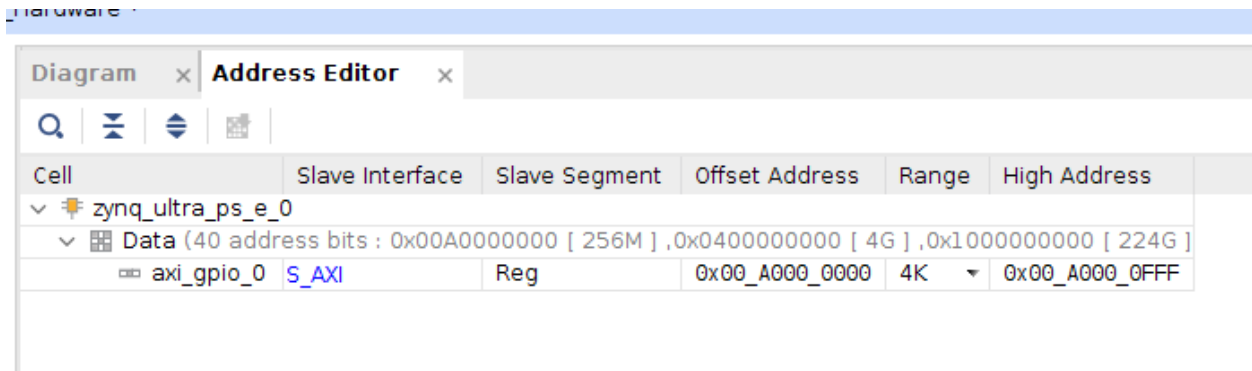 Diagram × Address Editor ×
Cell Slave Interface Slave Segment Offset Address Range High Address
zynq_ultra_ps_e_0
Data (40 address bits : 0x00A0000000 [ 256M ] ,0x0400000000 [ 4G ] ,0x1000000000 [ 224G ]
axi_gpio_0 S_AXI Reg 0x00_A000_0000 4K 0x00_A000_0FFF